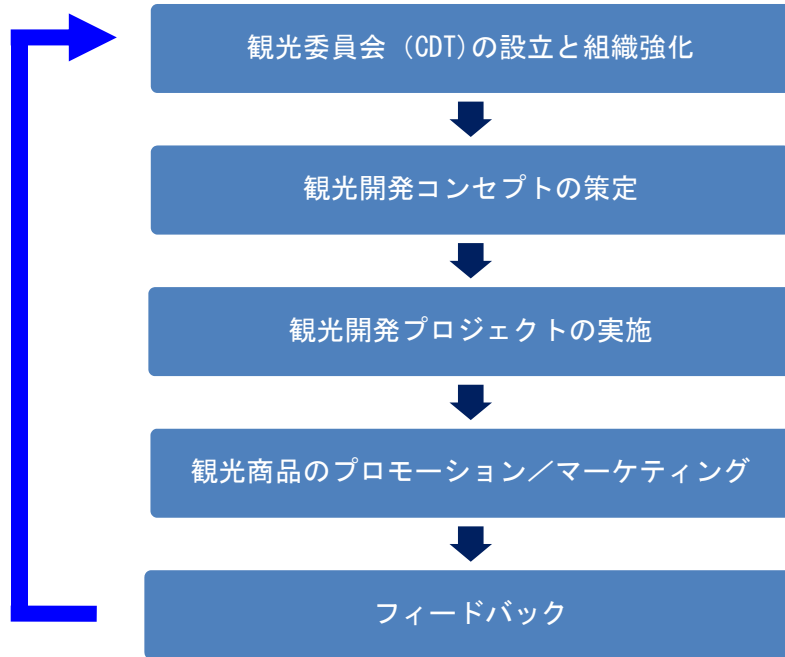 観光委員会 (CDT)の設立と組織強化
観光開発コンセプトの策定
観光開発プロジェクトの実施
観光商品のプロモーション／マーケティング
フィードバック